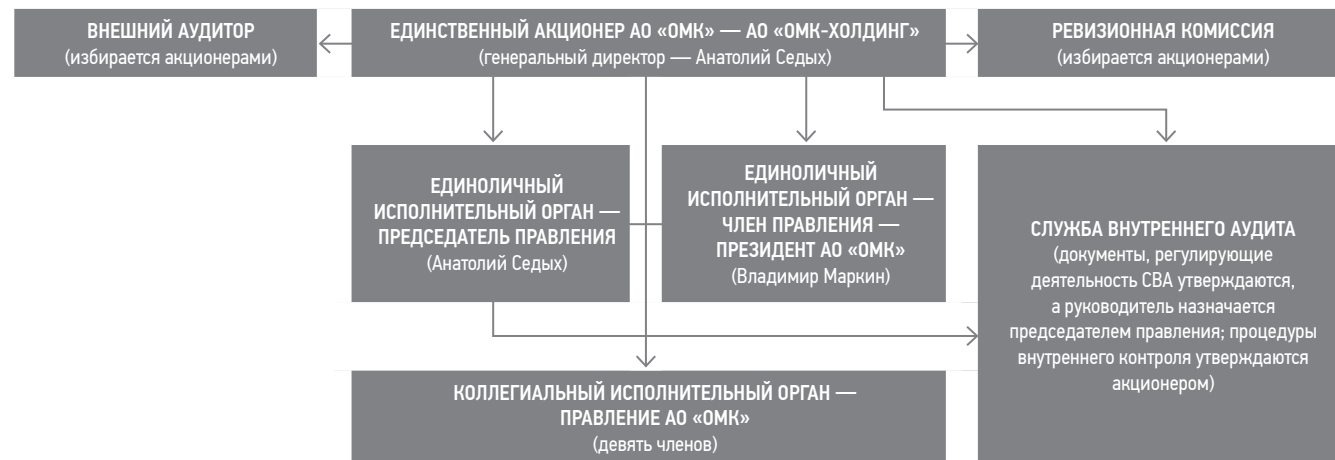 ВНЕШНИЙ АУДИТОР
(избирается акционерами)
ЕДИНСТВЕННЫЙ АКЦИОНЕР АО «ОМК» — АО «ОМК-ХОЛДИНГ»
(генеральный директор — Анатолий Седых)
РЕВИЗИОННАЯ КОМИССИЯ
(избирается акционерами)
ЕДИНОЛИЧНЫЙ
ИСПОЛНИТЕЛЬНЫЙ ОРГАН —
ПРЕДСЕДАТЕЛЬ ПРАВЛЕНИЯ
(Анатолий Седых)
ЕДИНОЛИЧНЫЙ
ИСПОЛНИТЕЛЬНЫЙ ОРГАН —
ЧЛЕН ПРАВЛЕНИЯ —
ПРЕЗИДЕНТ АО «ОМК»
(Владимир Маркин)
СЛУЖБА ВНУТРЕННЕГО АУДИТА
(документы, регулирующие
деятельность СВА утверждаются,
а руководитель назначается
председателем правления; процедуры
внутреннего контроля утверждаются
акционером)
КОЛЛЕГИАЛЬНЫЙ ИСПОЛНИТЕЛЬНЫЙ ОРГАН —
ПРАВЛЕНИЕ АО «ОМК»
(девять членов)